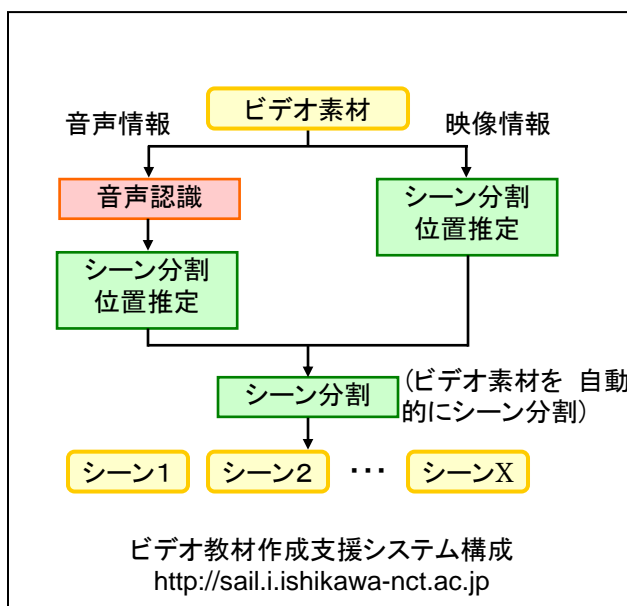 ビデオ素材
音声情報
映像情報
音声認識
シーン分割
位置推定
シーン分割
位置推定
シーン分割
(ビデオ素材を 自動
的にシーン分割)
シーン1
シーン2
・・・
シーンX
ビデオ教材作成支援システム構成
http://sail.i.ishikawa-nct.ac.jp